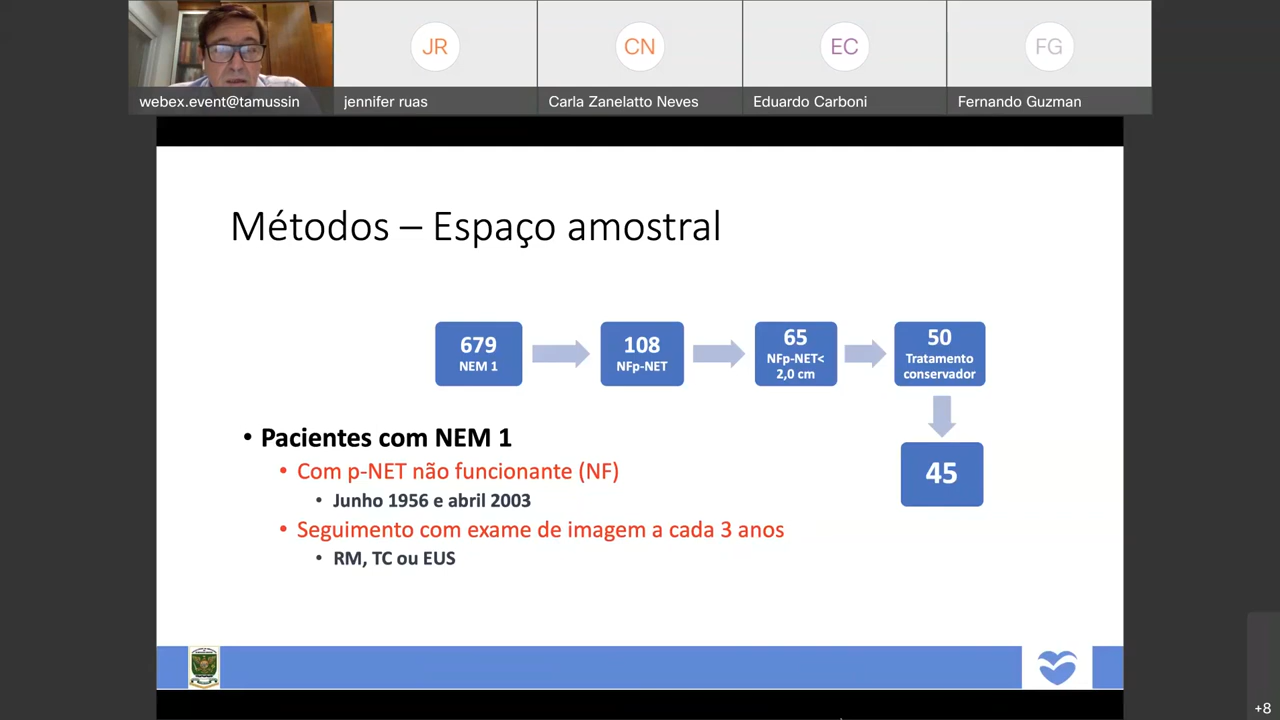 JR
CN
EC
FG
webex.event@tamussin
jennifer ruas
Carla Zanelatto Neves
Eduardo Carboni
Fernando Guzman
Métodos – Espaço amostral
679
NEM 1
108
NFp-NET
65
NFp-NET<
2,0 cm
50
Tratamento
conservador
45
• Pacientes com NEM 1
• Com p-NET não funcionante (NF)
• Junho 1956 e abril 2003
• Seguimento com exame de imagem a cada 3 anos
• RM, TC ou EUS
+8